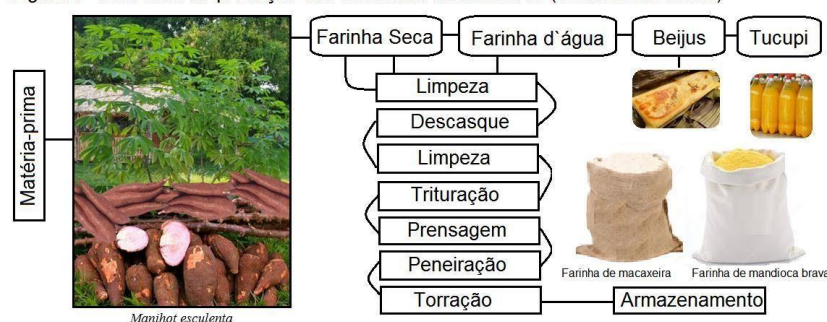 Farinha Seca
Farinha d`água
Beijus
Tucupi
Matéria-prima
Limpeza
Descasque
Limpeza
Trituração
Prensagem
Peneiração
Torração
Armazenamento
Farinha de macaxeira
Farinha de mandioca brava
Manihot esculenta